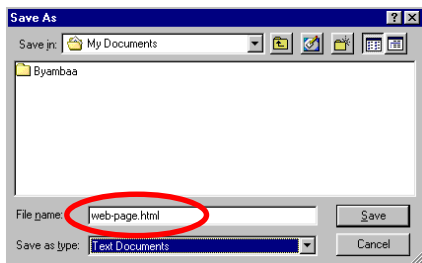 Save As
Save in: My Documents
Byambaa
File name: web-page.html Save
Save as type: Text Documents Cancel